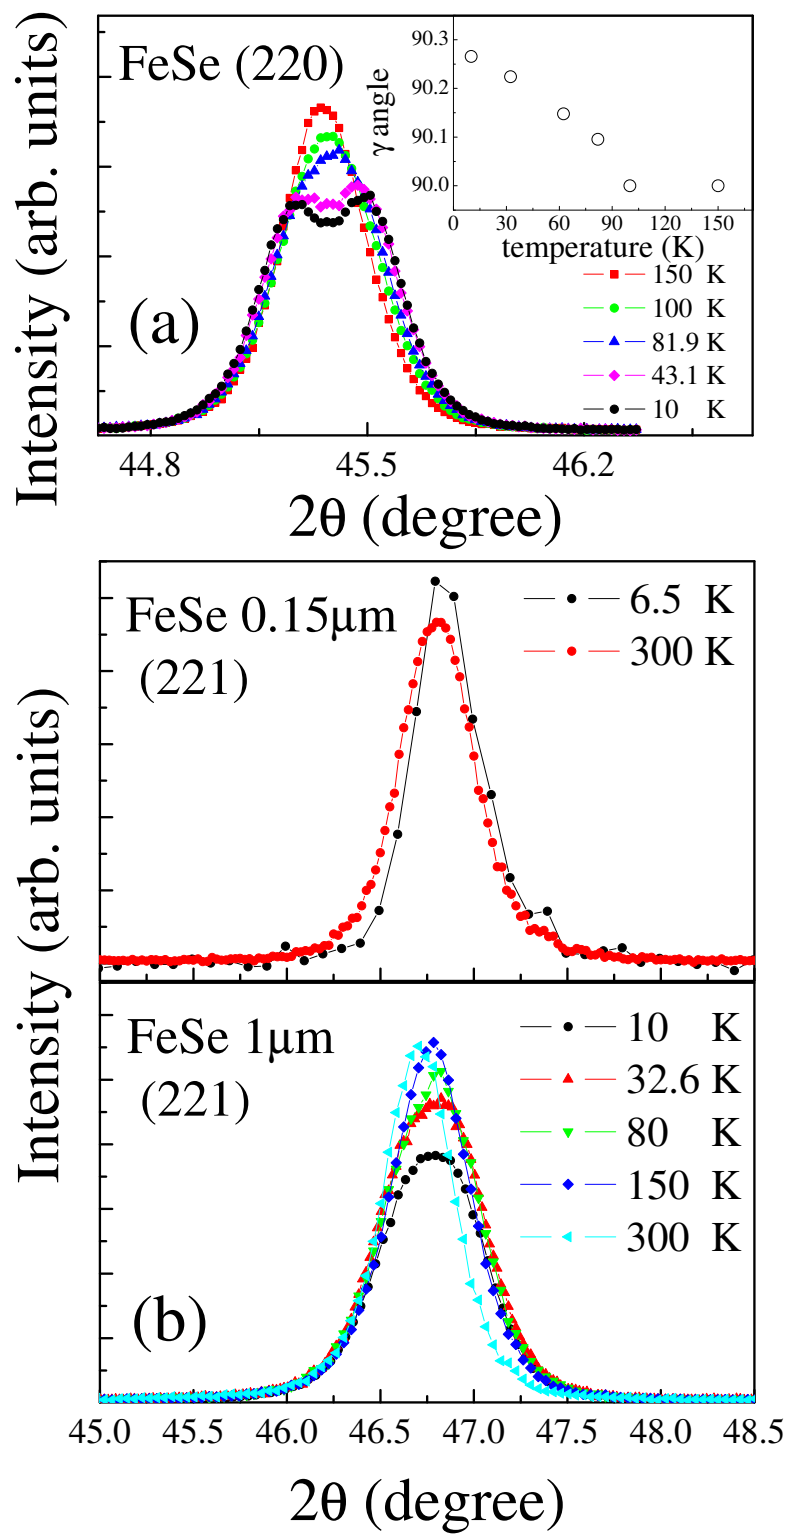 FeSe (220)
90.3
90.2
90.1
90.0
γ angle
0 30 60 90 120 150
temperature (K)
150 K
100 K
81.9 K
43.1 K
10 K
(a)
Intensity (arb. units)
44.8 45.5 46.2
2θ (degree)
FeSe 0.15μm
(221)
6.5 K
300 K
Intensity (arb. units)
FeSe 1μm
(221)
10 K
32.6 K
80 K
150 K
300 K
(b)
45.0 45.5 46.0 46.5 47.0 47.5 48.0 48.5
2θ (degree)